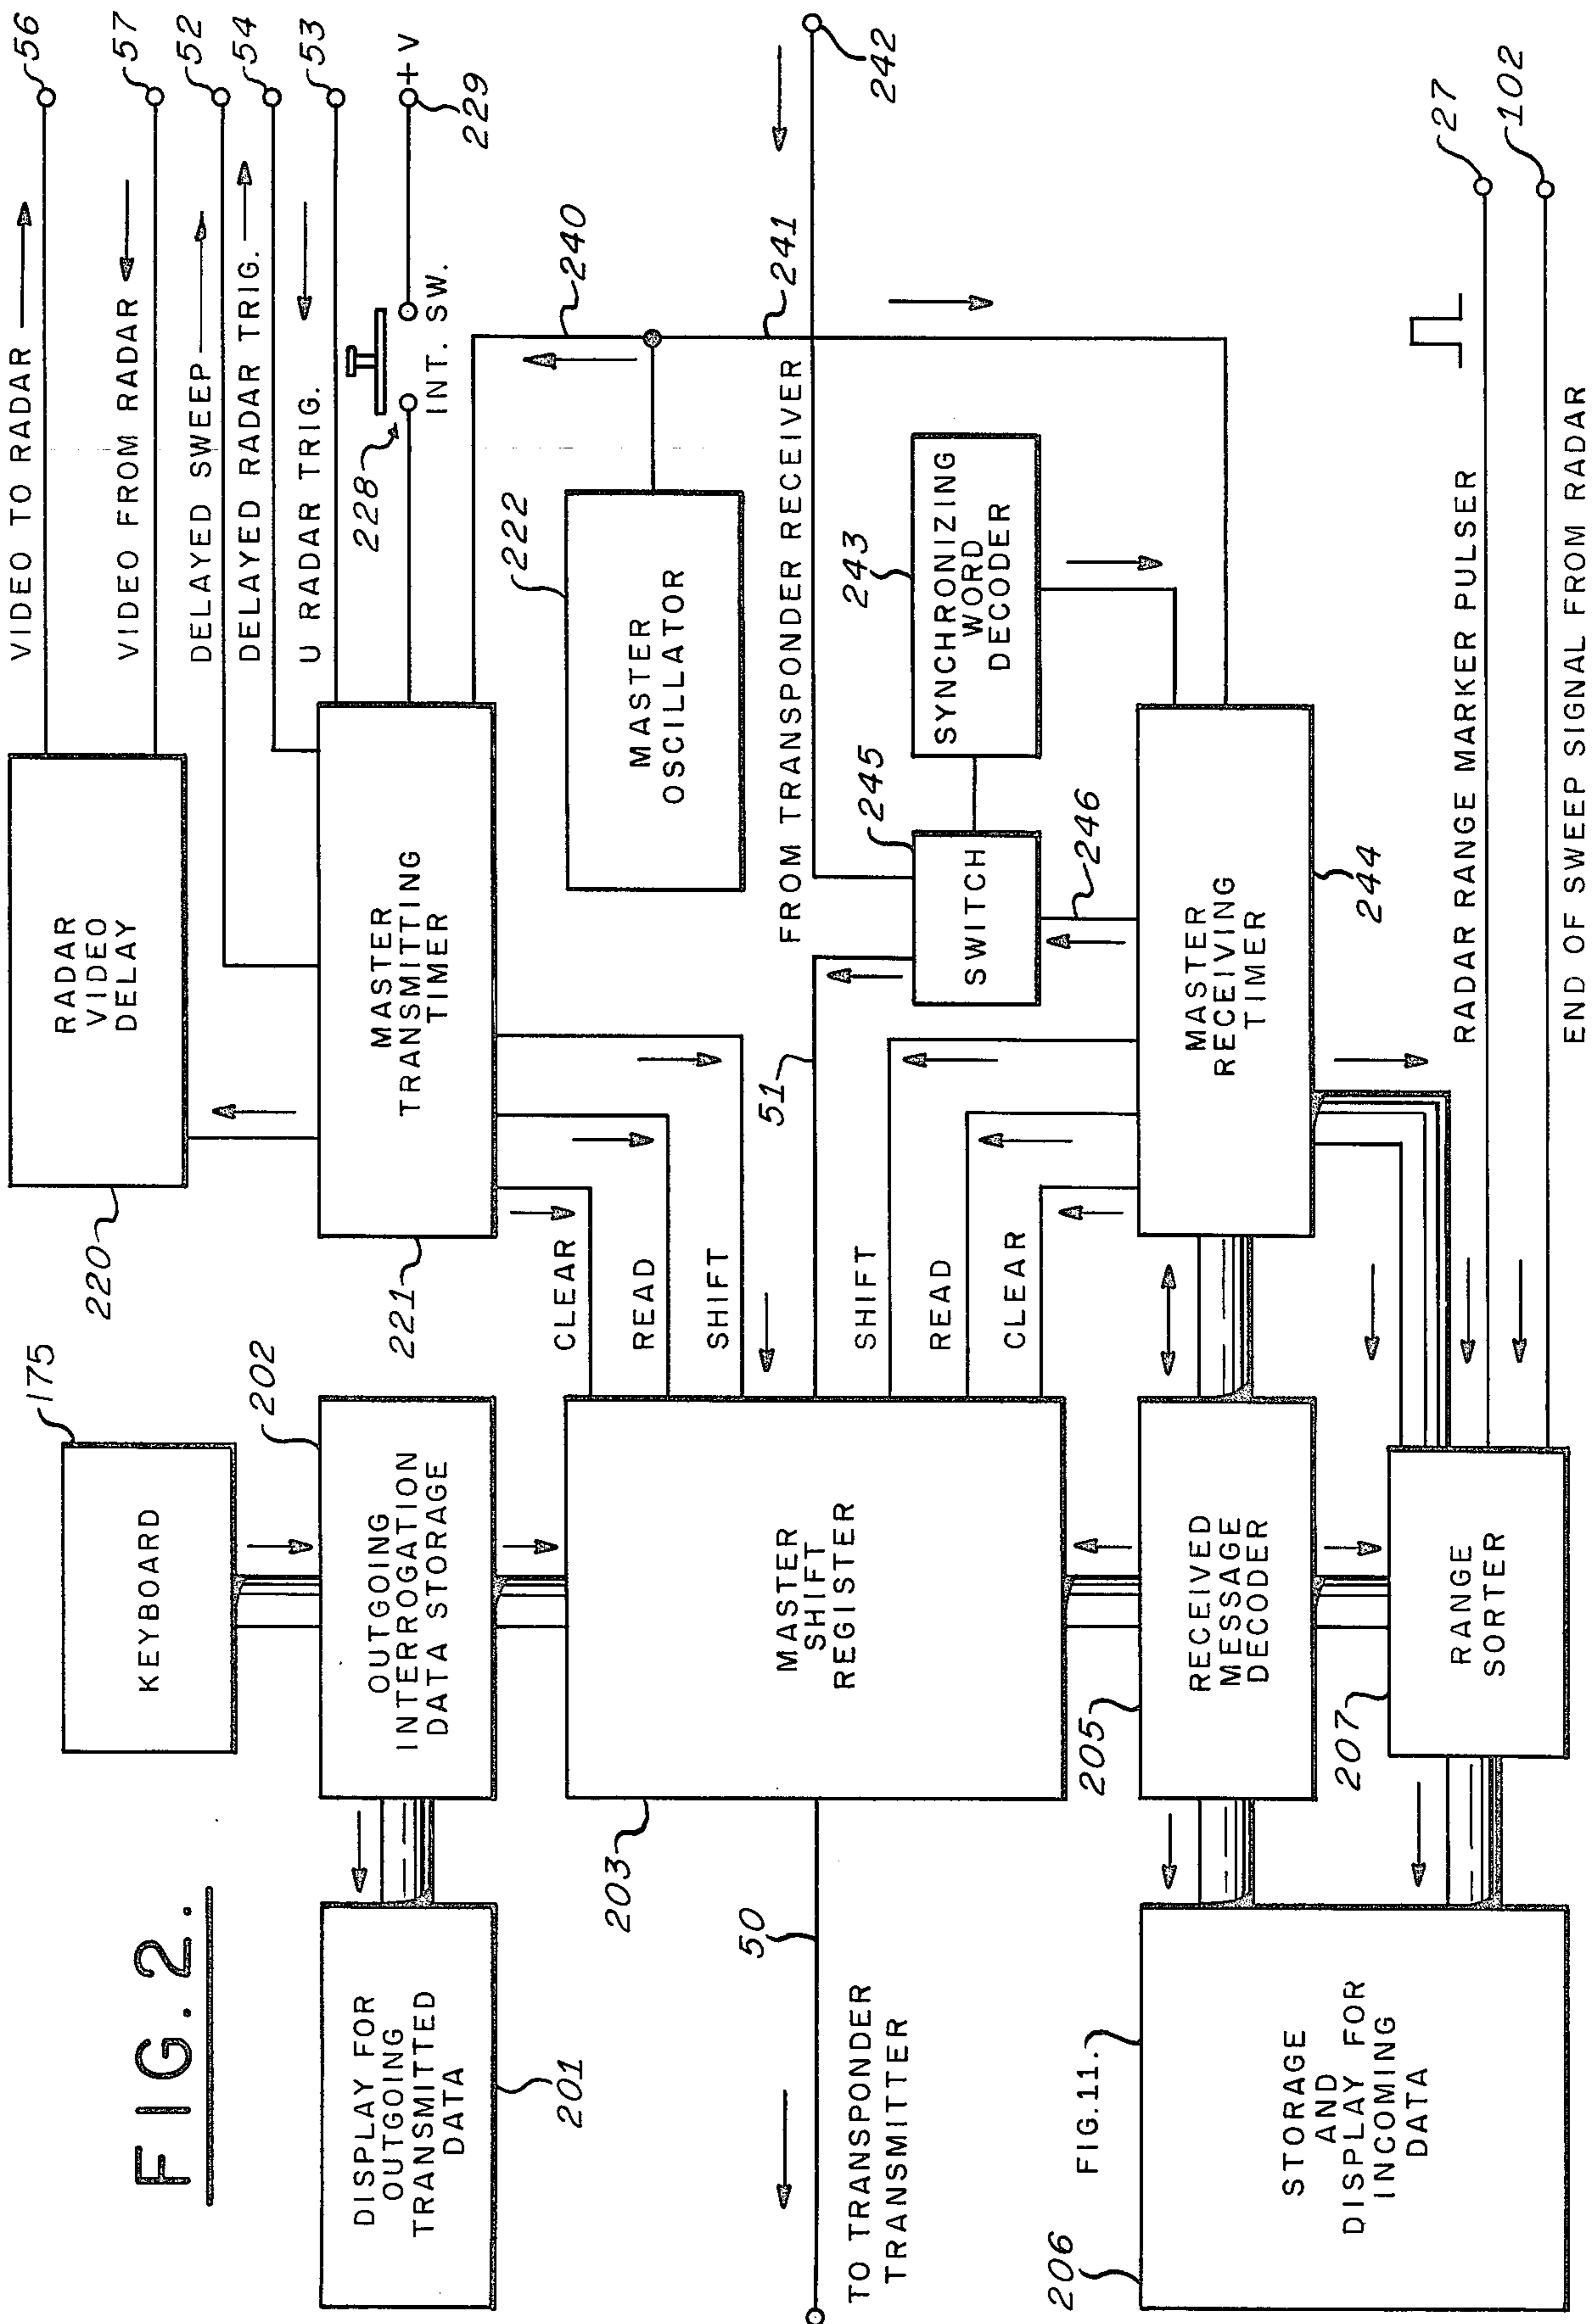 FIG. 2.
KEYBOARD
175
OUTGOING
INTERROGATION
DATA STORAGE
202
DISPLAY FOR
OUTGOING
TRANSMITTED
DATA
201
MASTER
SHIFT
REGISTER
203
50
TO TRANSPONDER
TRANSMITTER
RECEIVED
MESSAGE
DECODER
205
RANGE
SORTER
207
FIG. 11.
STORAGE
AND
DISPLAY FOR
INCOMING
DATA
206
RADAR
VIDEO
DELAY
220
VIDEO TO RADAR
56
VIDEO FROM RADAR
57
DELAYED SWEEP
52
DELAYED RADAR TRIG.
54
U RADAR TRIG.
53
MASTER
TRANSMITTING
TIMER
221
228
INT. SW.
+ V
229
CLEAR
READ
SHIFT
MASTER
OSCILLATOR
222
240
241
FROM TRANSPONDER RECEIVER
242
51
SWITCH
245
246
SYNCHRONIZING
WORD
DECODER
243
SHIFT
READ
CLEAR
MASTER
RECEIVING
TIMER
244
RADAR RANGE MARKER PULSER
27
END OF SWEEP SIGNAL FROM RADAR
102